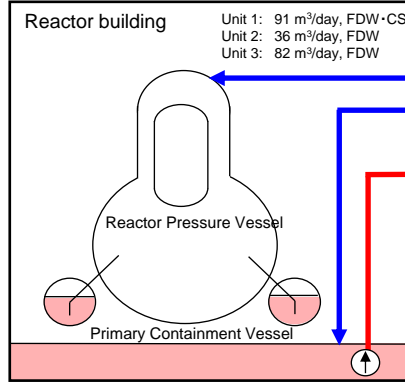 Reactor building
Unit 1: 91 m³/day, FDW・CS
Unit 2: 36 m³/day, FDW
Unit 3: 82 m³/day, FDW
Reactor Pressure Vessel
Primary Containment Vessel